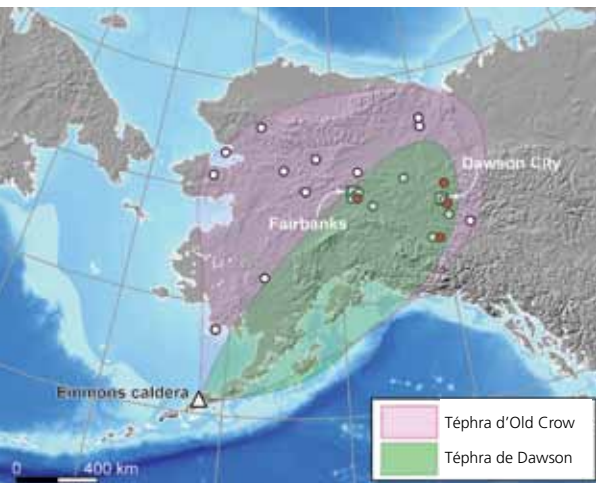 Dawson City
Fairbanks
Emmons caldera
Téphra d'Old Crow
Téphra de Dawson
0 400 km